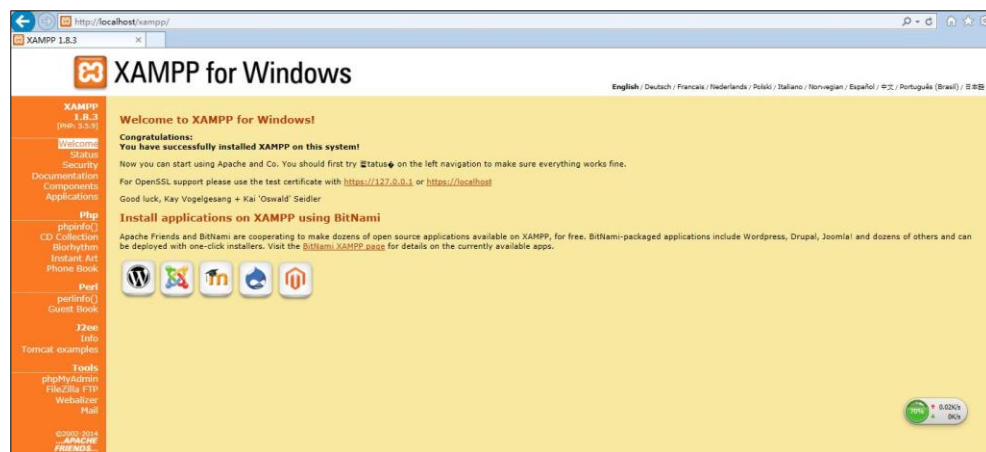 http://localhost/xampp/
XAMPP 1.8.3
XAMPP for Windows
English / Deutsch / Francais / Nederlands / Polski / Italiano / Norwegian / Español / 中文 / Português (Brasil) / 日本語
XAMPP
1.8.3
[PHP: 5.5.9]
Welcome
Status
Security
Documentation
Components
Applications
Php
phpinfo()
CD Collection
Biorhythm
Instant Art
Phone Book
Perl
perlinfo()
Guest Book
J2ee
Info
Tomcat examples
Tools
phpMyAdmin
FileZilla FTP
Webalizer
Mail
©2002-2014
...APACHE
FRIENDS...
Welcome to XAMPP for Windows!
Congratulations:
You have successfully installed XAMPP on this system!
Now you can start using Apache and Co. You should first try tatus� on the left navigation to make sure everything works fine.
For OpenSSL support please use the test certificate with https://127.0.0.1 or https://localhost
Good luck, Kay Vogelgesang + Kai 'Oswald' Seidler
Install applications on XAMPP using BitNami
Apache Friends and BitNami are cooperating to make dozens of open source applications available on XAMPP, for free. BitNami-packaged applications include Wordpress, Drupal, Joomla! and dozens of others and can
be deployed with one-click installers. Visit the BitNami XAMPP page for details on the currently available apps.
70%
0.02K/s
0K/s